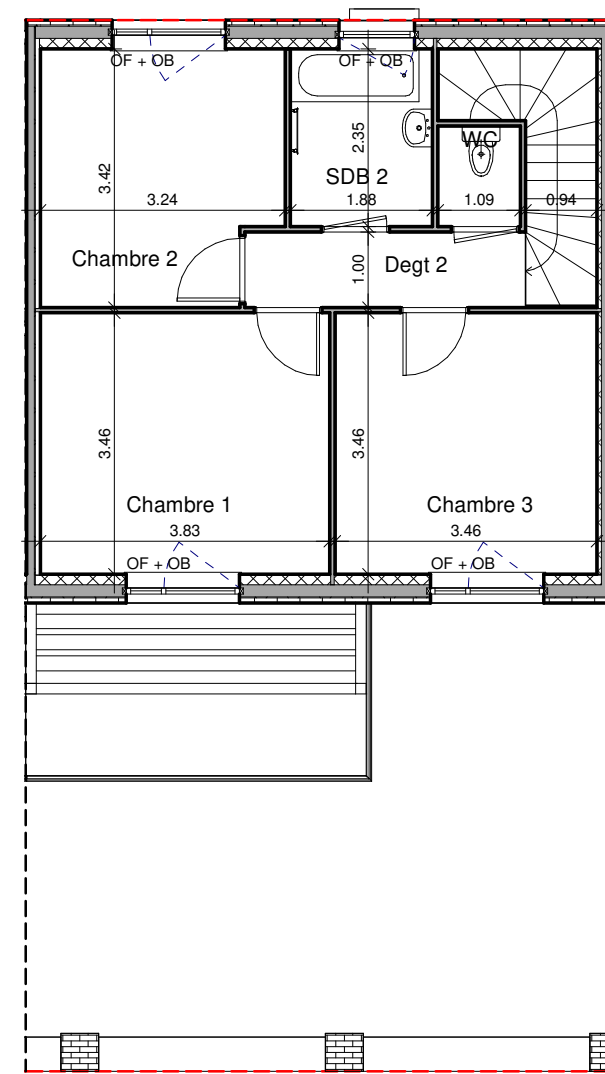 OF + OB
OF + OB
2.35
WC
3.42
SDB 2
3.24
1.88
1.09
0.94
Chambre 2
1.00
Degt 2
3.46
3.46
Chambre 1
Chambre 3
3.83
3.46
OF + OB
OF + OB